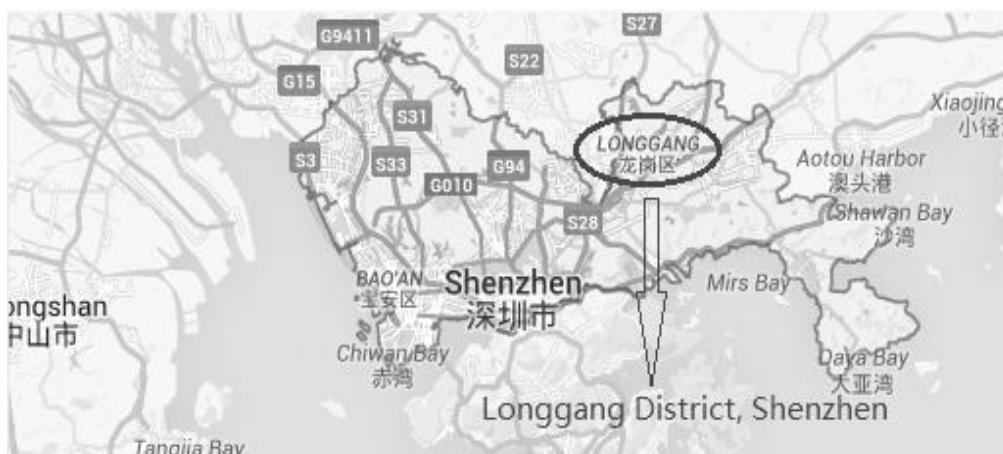 G9411
S27
S22
G15
S31
Xiaojing
小径
LONGGANG
龙岗区
S3
S33
G94
Aotou Harbor
澳头港
G010
Shawan Bay
沙湾
S28
BAO'AN
宝安区
Shenzhen
深圳市
Mirs Bay
ongshan
中山市
Chiwan Bay
赤湾
Daya Bay
大亚湾
Longgang District, Shenzhen
Tangjia Bay